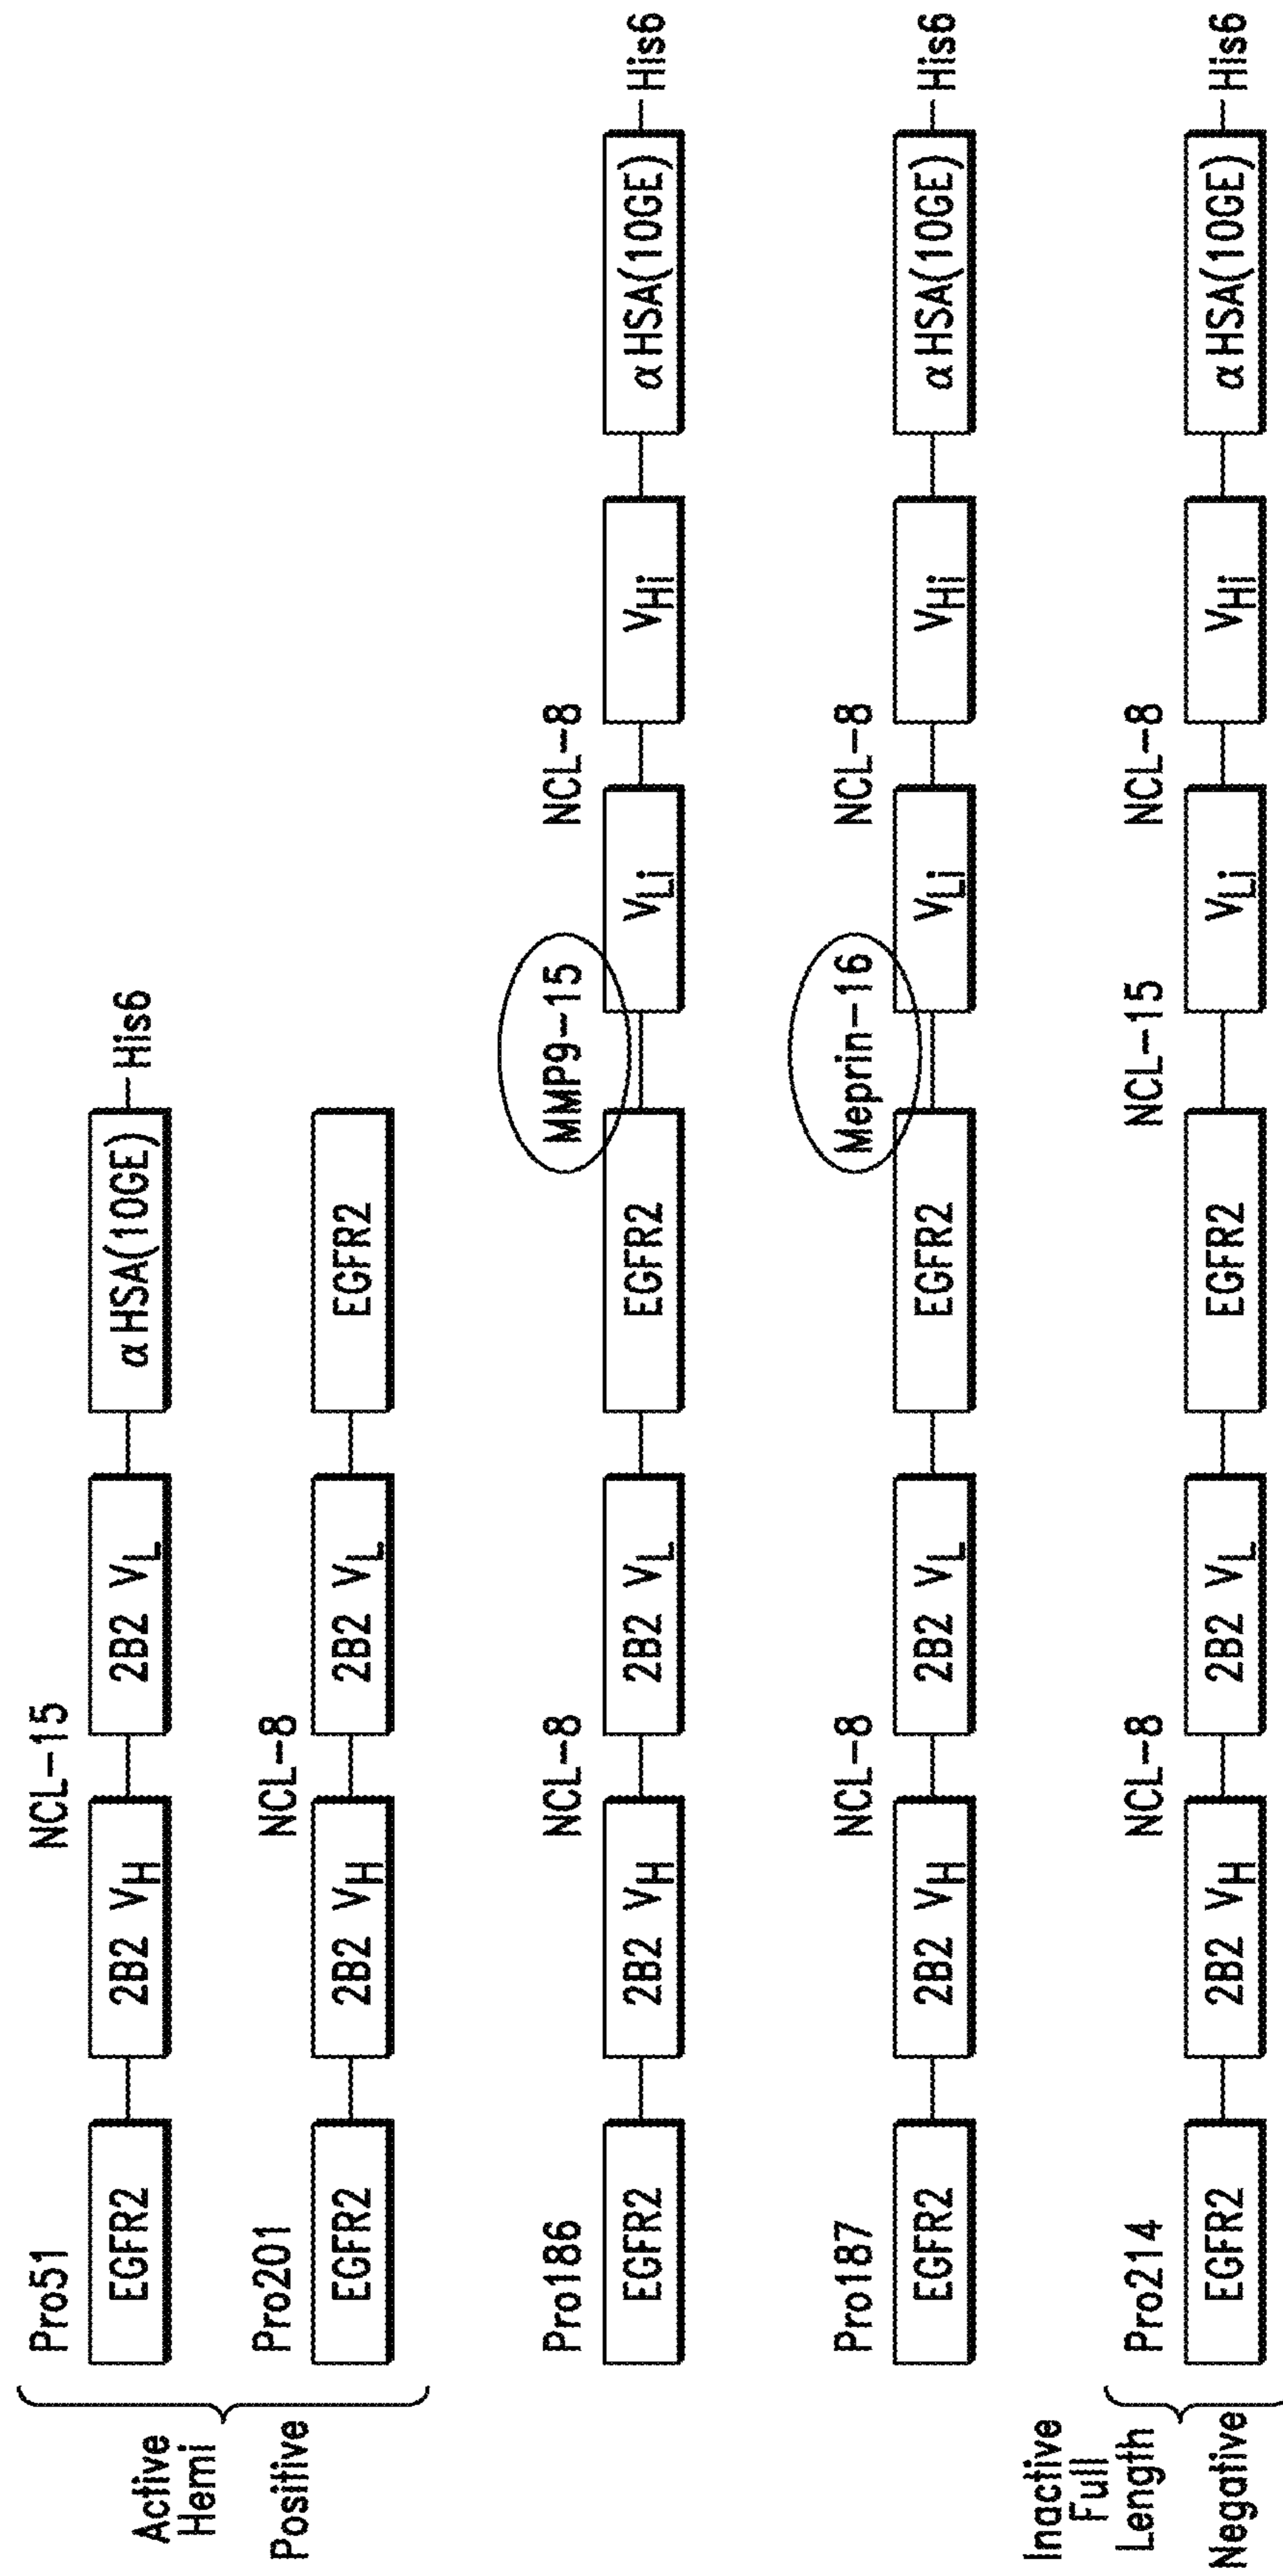 Active
Hemi
Positive
Pro51
NCL-15
EGFR2 2B2 VH 2B2 VL αHSA(10GE) His6
Pro201
NCL-8
EGFR2 2B2 VH 2B2 VL EGFR2
Pro186 NCL-8 MMP9-15 NCL-8
EGFR2 2B2 VH 2B2 VL EGFR2 VLi VHi αHSA(10GE) His6
Pro187 NCL-8 Meprin-16 NCL-8
EGFR2 2B2 VH 2B2 VL EGFR2 VLi VHi αHSA(10GE) His6
Inactive
Full
Length
Negative
Pro214 NCL-8 NCL-15 NCL-8
EGFR2 2B2 VH 2B2 VL EGFR2 VLi VHi αHSA(10GE) His6